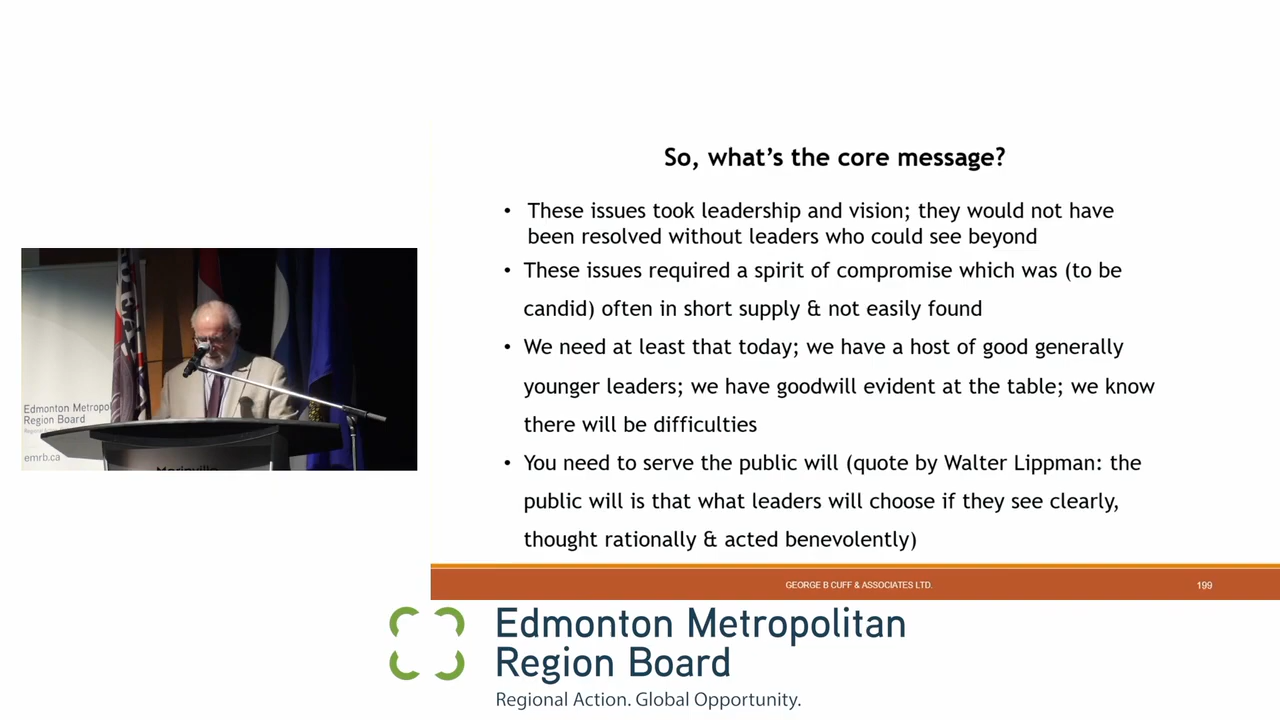 So, what's the core message?
• These issues took leadership and vision; they would not have
been resolved without leaders who could see beyond
• These issues required a spirit of compromise which was (to be
candid) often in short supply & not easily found
• We need at least that today; we have a host of good generally
younger leaders; we have goodwill evident at the table; we know
there will be difficulties
• You need to serve the public will (quote by Walter Lippman: the
public will is that what leaders will choose if they see clearly,
thought rationally & acted benevolently)
GEORGE B CUFF & ASSOCIATES LTD.
199
Edmonton Metropol
Region Board
emrb.ca
Edmonton Metropolitan
Region Board
Regional Action. Global Opportunity.